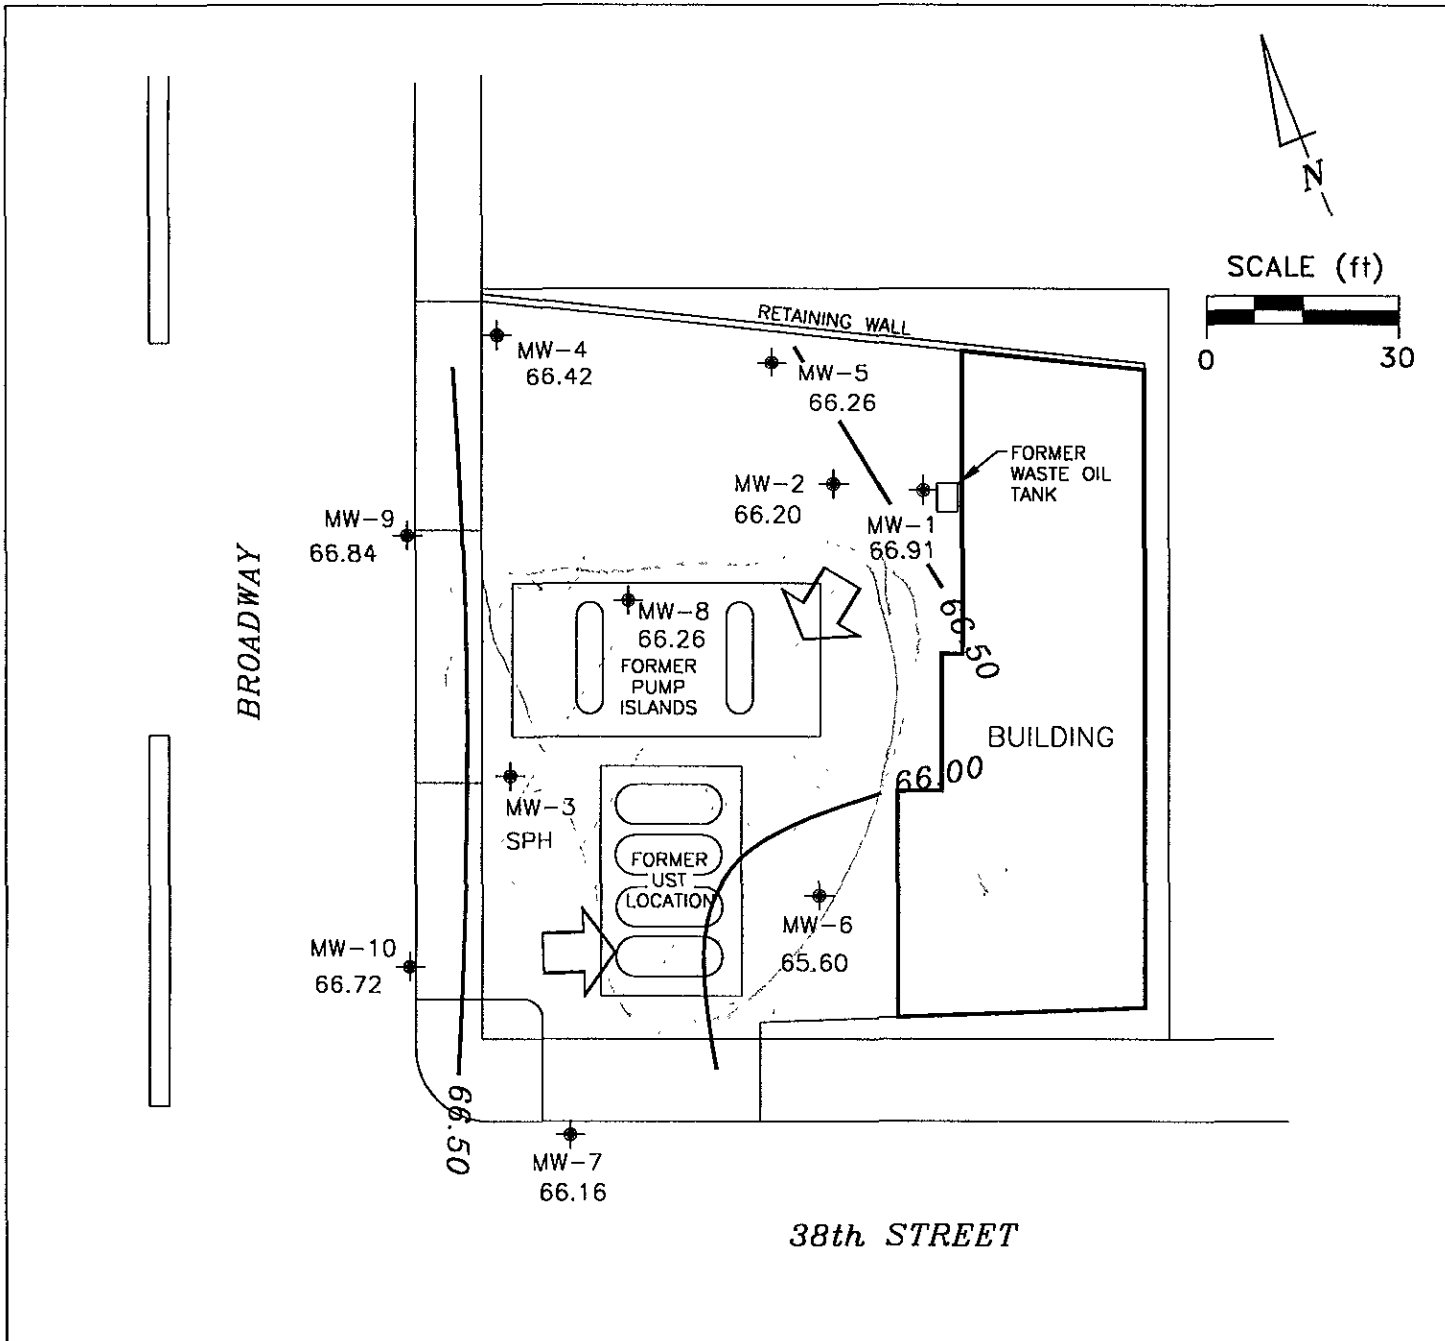 N
SCALE (ft)
0 30
RETAINING WALL
MW-4
66.42
MW-5
66.26
FORMER
WASTE OIL
TANK
MW-2
66.20
MW-1
66.91
MW-9
66.84
BROADWAY
MW-8
66.26
FORMER
PUMP
ISLANDS
66.50
BUILDING
66.00
MW-3
SPH
FORMER
UST
LOCATION
MW-6
65.60
MW-10
66.72
66.50
MW-7
66.16
38th STREET